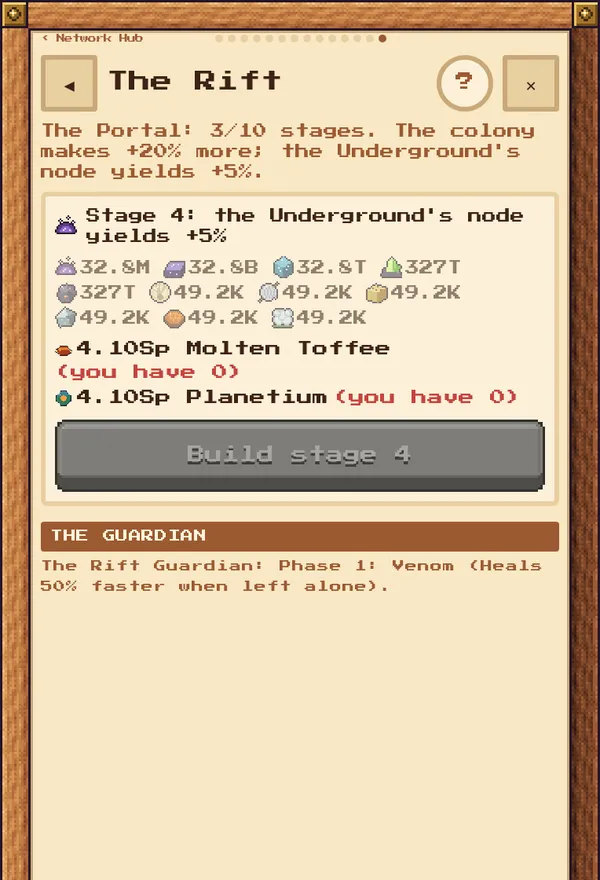 ‹ Network Hub
The Rift
?
×
The Portal: 3/10 stages. The colony
makes +20% more; the Underground's
node yields +5%.
Stage 4: the Underground's node
yields +5%
32.8M 32.8B 32.8T 327T
327T 49.2K 49.2K 49.2K
49.2K 49.2K 49.2K
4.10Sp Molten Toffee
(you have 0)
4.10Sp Planetium (you have 0)
Build stage 4
THE GUARDIAN
The Rift Guardian: Phase 1: Venom (Heals
50% faster when left alone).